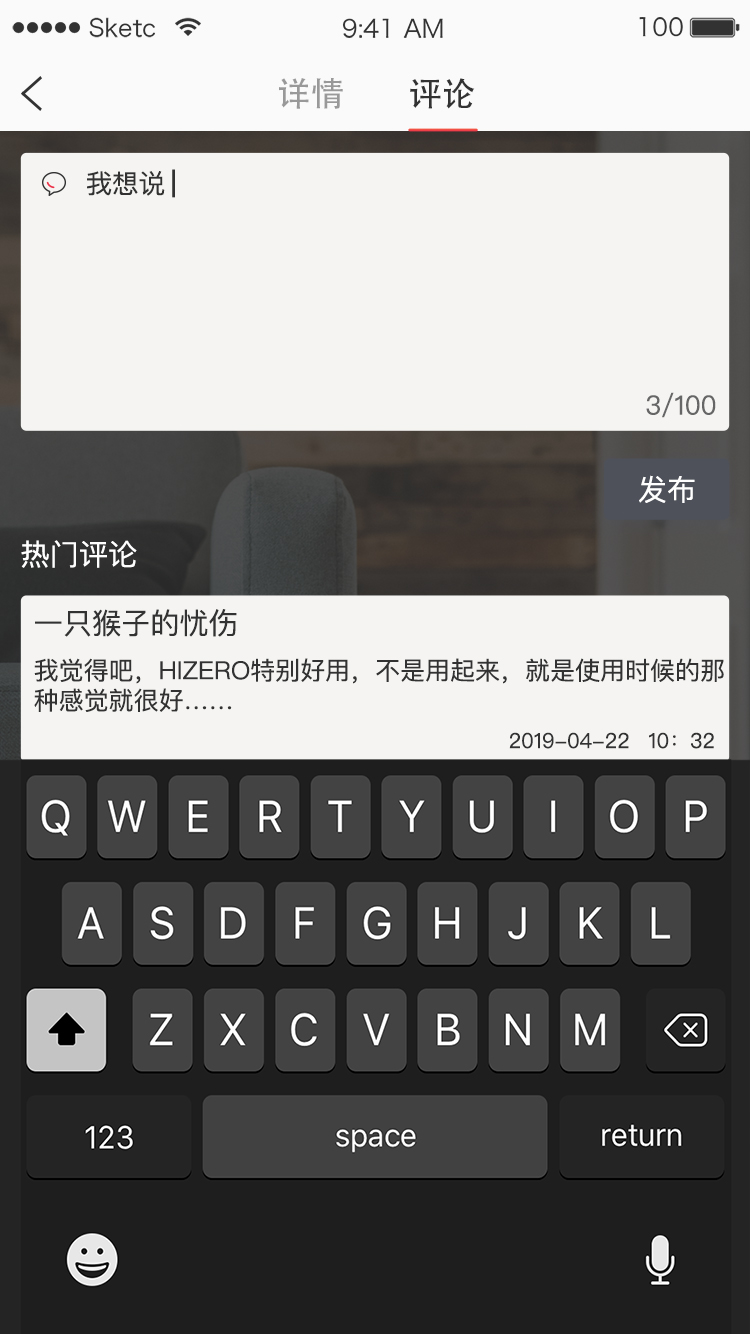 ●●●●● Sketc 9:41 AM 100
详情 评论
我想说
3/100
发布
热门评论
一只猴子的忧伤
我觉得吧，HIZERO特别好用，不是用起来，就是使用时候的那
种感觉就很好……
2019-04-22 10：32
Q W E R T Y U I O P
A S D F G H J K L
Z X C V B N M
123 space return